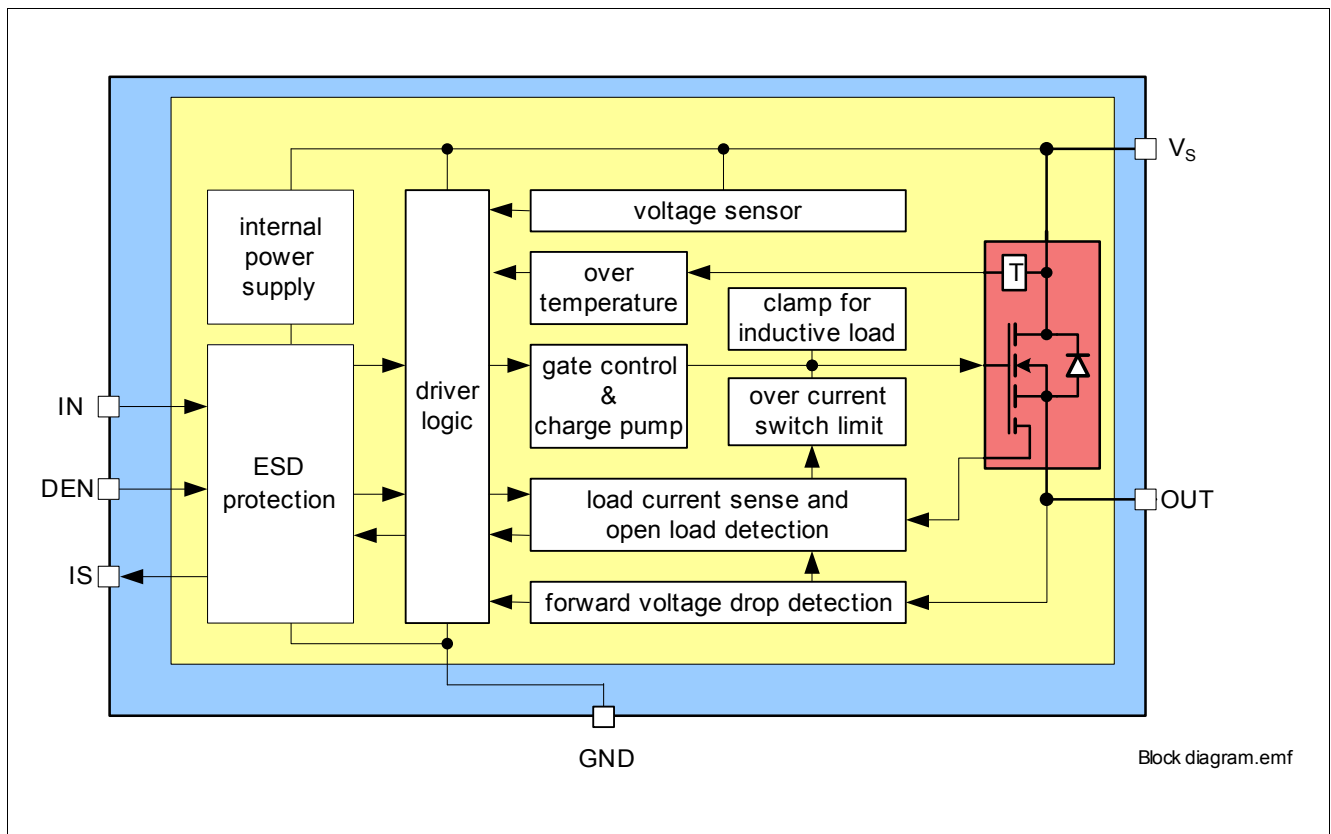 V_S
voltage sensor
internal
power
supply
over
temperature
T
clamp for
inductive load
gate control
&
charge pump
driver
logic
over current
switch limit
IN
ESD
protection
DEN
load current sense and
open load detection
OUT
IS
forward voltage drop detection
GND
Block diagram.emf